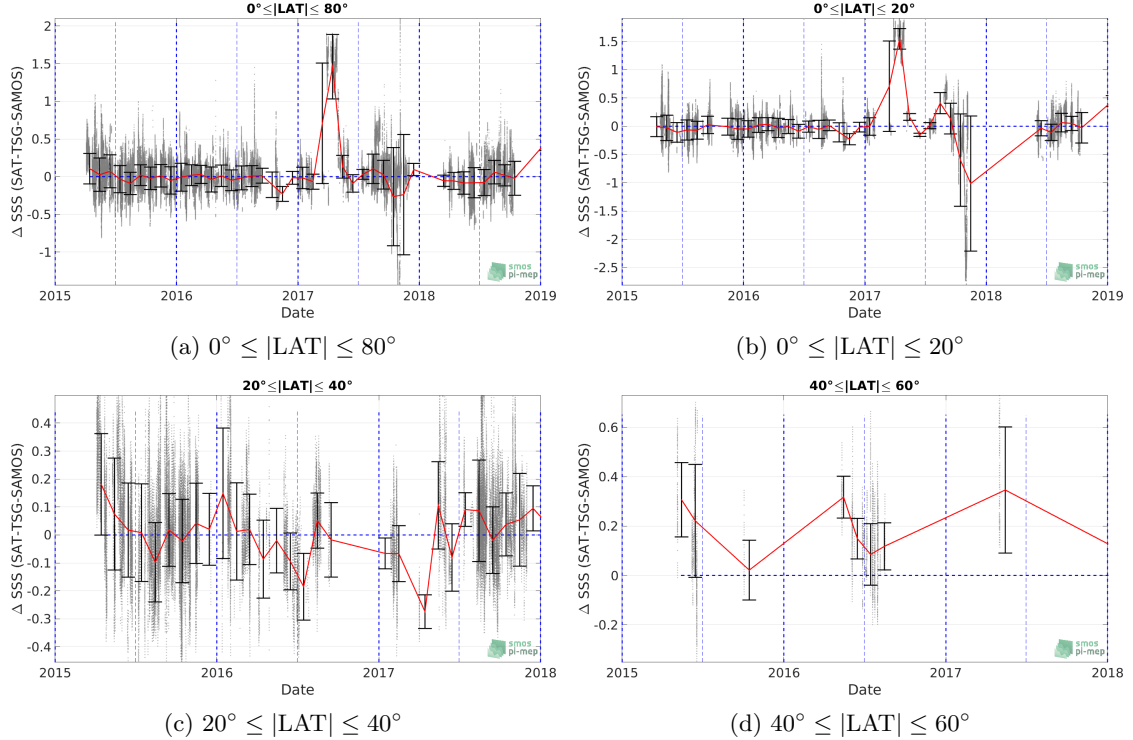 0°≤|LAT|≤ 80°
Δ SSS (SAT-TSG-SAMOS)
2
1.5
1
0.5
0
-0.5
-1
2015
2016
2017
2018
2019
Date
smos
pi-mep
(a) 0° ≤ |LAT| ≤ 80°
0°≤|LAT|≤ 20°
Δ SSS (SAT-TSG-SAMOS)
1.5
1
0.5
0
-0.5
-1
-1.5
-2
-2.5
2015
2016
2017
2018
2019
Date
smos
pi-mep
(b) 0° ≤ |LAT| ≤ 20°
20°≤|LAT|≤ 40°
Δ SSS (SAT-TSG-SAMOS)
0.4
0.3
0.2
0.1
0
-0.1
-0.2
-0.3
-0.4
2015
2016
2017
2018
Date
smos
pi-mep
(c) 20° ≤ |LAT| ≤ 40°
40°≤|LAT|≤ 60°
Δ SSS (SAT-TSG-SAMOS)
0.6
0.4
0.2
0
-0.2
2015
2016
2017
2018
Date
smos
pi-mep
(d) 40° ≤ |LAT| ≤ 60°